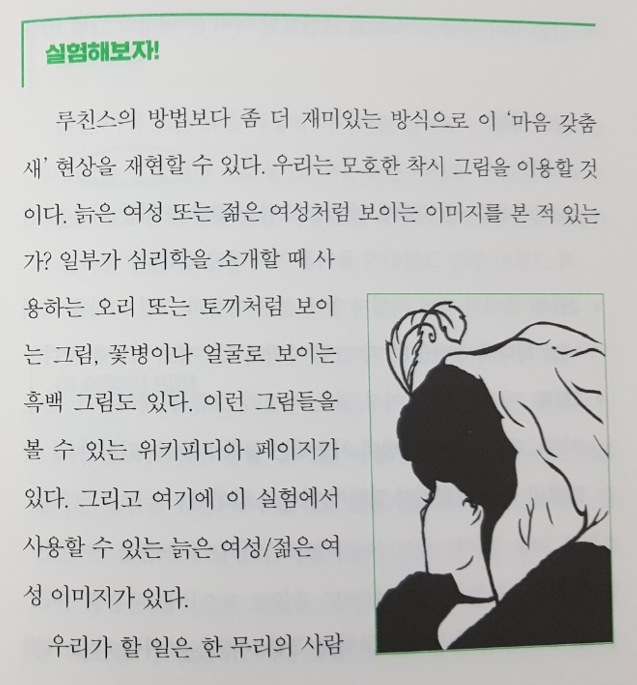 실험해보자!
루친스의 방법보다 좀 더 재미있는 방식으로 이 ‘마음 갖춤
새’ 현상을 재현할 수 있다. 우리는 모호한 착시 그림을 이용할 것
이다. 늙은 여성 또는 젊은 여성처럼 보이는 이미지를 본 적 있는
가? 일부가 심리학을 소개할 때 사
용하는 오리 또는 토끼처럼 보이
는 그림, 꽃병이나 얼굴로 보이는
흑백 그림도 있다. 이런 그림들을
볼 수 있는 위키피디아 페이지가
있다. 그리고 여기에 이 실험에서
사용할 수 있는 늙은 여성/젊은 여
성 이미지가 있다.
우리가 할 일은 한 무리의 사람